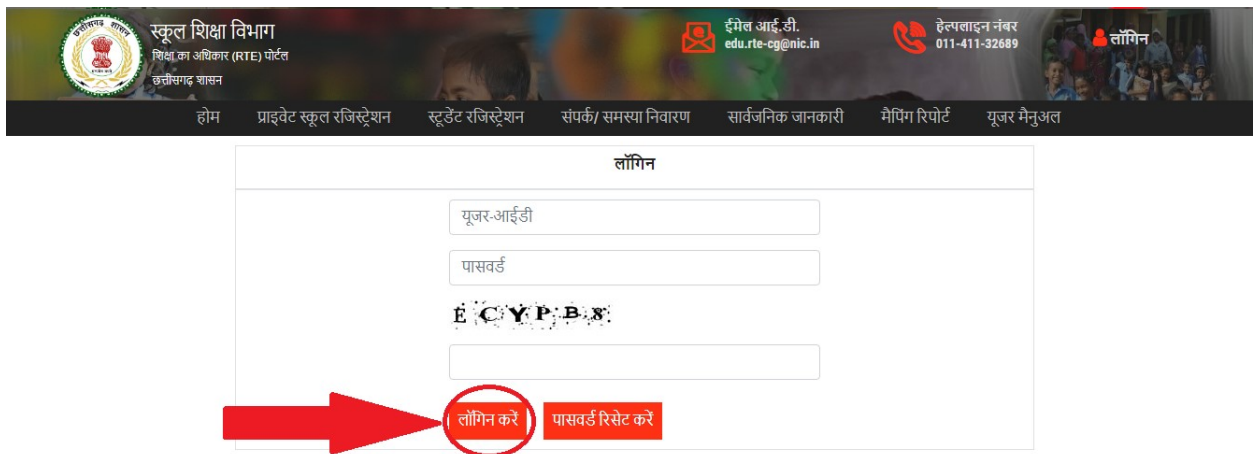 स्कूल शिक्षा विभाग
शिक्षा का अधिकार (RTE) पोर्टल
छत्तीसगढ़ शासन
ईमेल आई.डी.
edu.rte-cg@nic.in
हेल्पलाइन नंबर
011-411-32689
लॉगिन
होम प्राइवेट स्कूल रजिस्ट्रेशन स्टूडेंट रजिस्ट्रेशन संपर्क/ समस्या निवारण सार्वजनिक जानकारी मैपिंग रिपोर्ट यूजर मैनुअल
लॉगिन
यूजर-आईडी
पासवर्ड
E C Y P B 8
लॉगिन करें पासवर्ड रिसेट करें